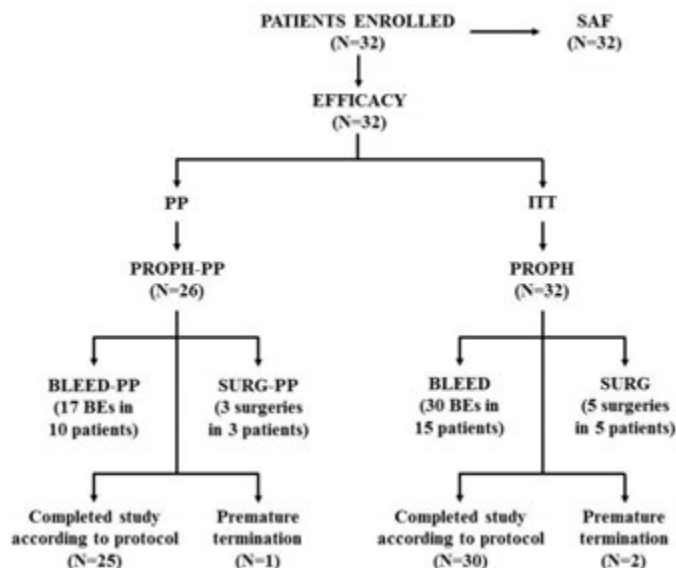 PATIENTS ENROLLED
(N=32)
SAF
(N=32)
EFFICACY
(N=32)
PP
ITT
PROPH-PP
(N=26)
PROPH
(N=32)
BLEED-PP
(17 BEs in
10 patients)
SURG-PP
(3 surgeries
in 3 patients)
BLEED
(30 BEs in
15 patients)
SURG
(5 surgeries
in 5 patients)
Completed study
according to protocol
(N=25)
Premature
termination
(N=1)
Completed study
according to protocol
(N=30)
Premature
termination
(N=2)